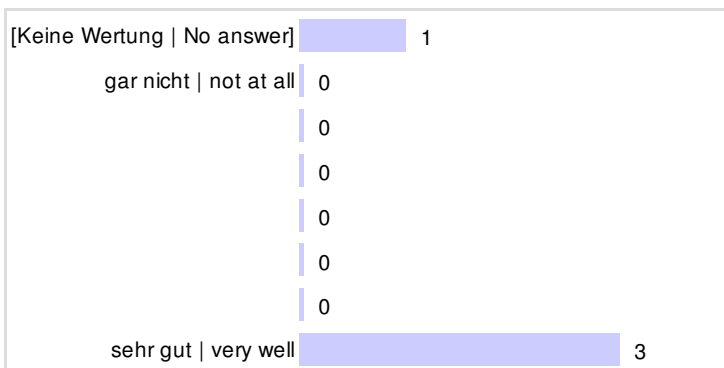 [Keine Wertung | No answer] 1
gar nicht | not at all 0
0
0
0
0
0
sehr gut | very well 3